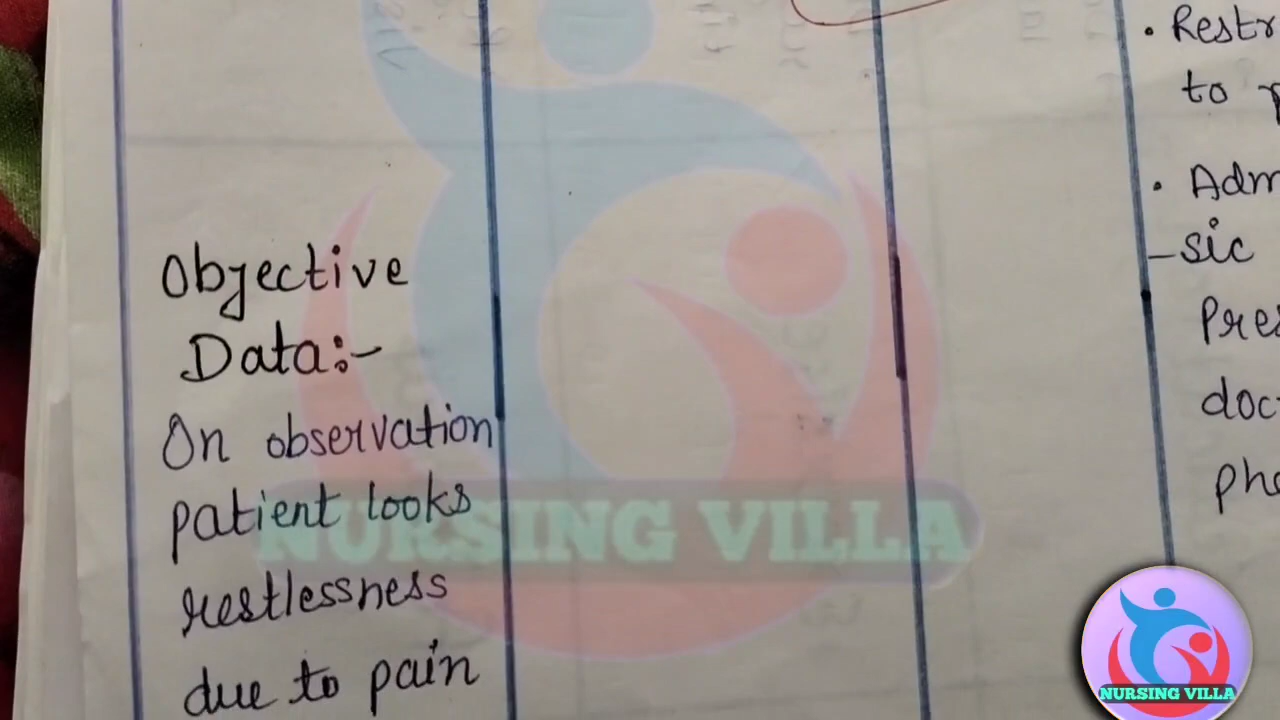 Objective
Data:-
On observation
patient looks
restlessness
due to pain
• Restr
to p
• Adm
-sic
Pres
doc
pho
NURSING VILLA
NURSING VILLA